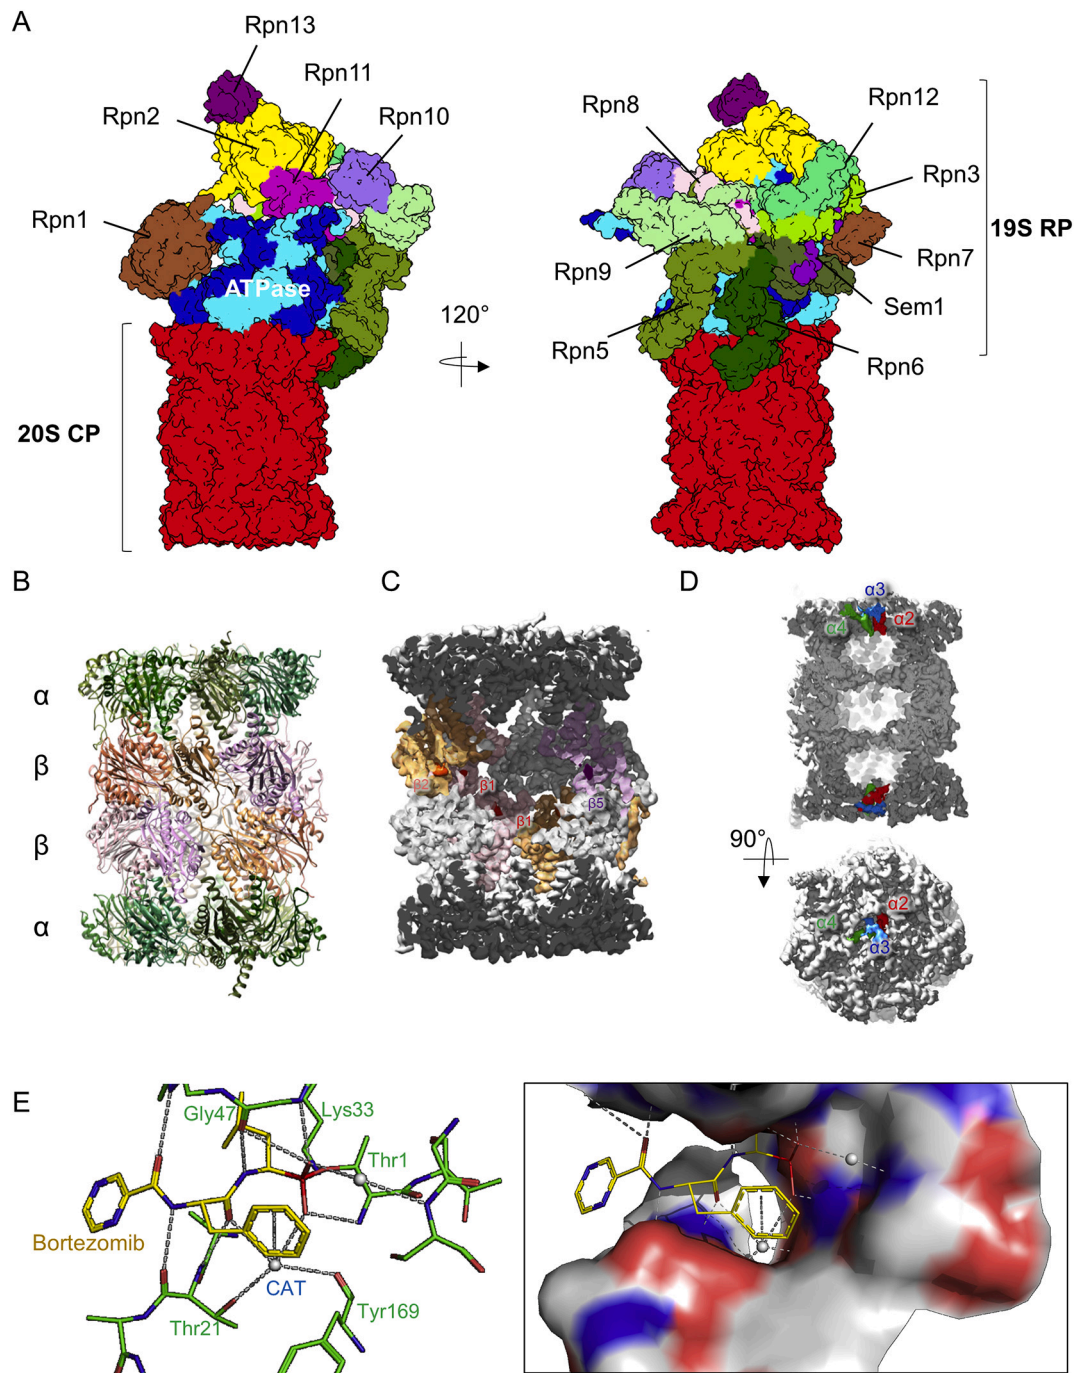 A
Rpn13
Rpn11
Rpn2
Rpn10
Rpn1
ATPase
20S CP
120°
Rpn8
Rpn12
Rpn3
19S RP
Rpn9
Rpn7
Sem1
Rpn5
Rpn6
B
α
β
β
α
C
β2
β1
β1
β5
D
α3
α4
α2
90°
α2
α4
α3
E
Gly47
Lys33
Thr1
Bortezomib
CAT
Thr21
Tyr169